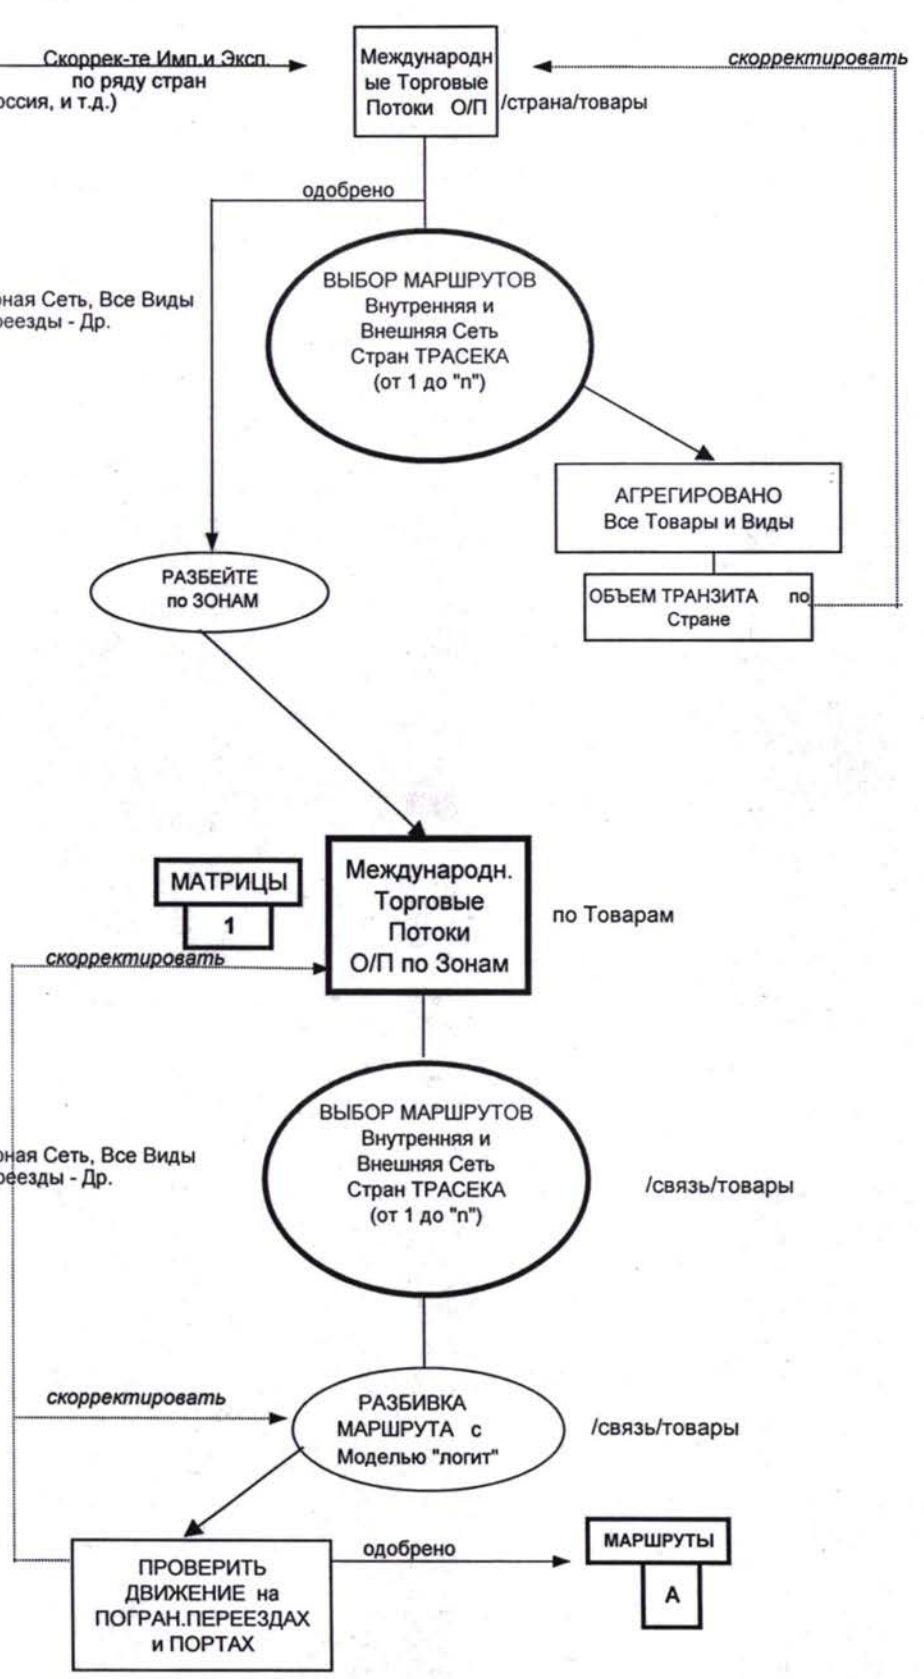 Скоррек-те Имп.и Эксп.
по ряду стран
оссия, и т.д.)
Международн
ые Торговые
Потоки О/П
/страна/товары
скорректировать
одобрено
ВЫБОР МАРШРУТОВ
Внутренняя и
Внешняя Сеть
Стран ТРАСЕКА
(от 1 до "n")
ная Сеть, Все Виды
реезды - Др.
АГРЕГИРОВАНО
Все Товары и Виды
ОБЪЕМ ТРАНЗИТА по
Стране
РАЗБЕЙТЕ
по ЗОНАМ
МАТРИЦЫ
1
Международн.
Торговые
Потоки
О/П по Зонам
по Товарам
скорректировать
ВЫБОР МАРШРУТОВ
Внутренняя и
Внешняя Сеть
Стран ТРАСЕКА
(от 1 до "n")
ная Сеть, Все Виды
реезды - Др.
/связь/товары
скорректировать
РАЗБИВКА
МАРШРУТА с
Моделью "логит"
/связь/товары
ПРОВЕРИТЬ
ДВИЖЕНИЕ на
ПОГРАН.ПЕРЕЕЗДАХ
и ПОРТАХ
одобрено
МАРШРУТЫ
А